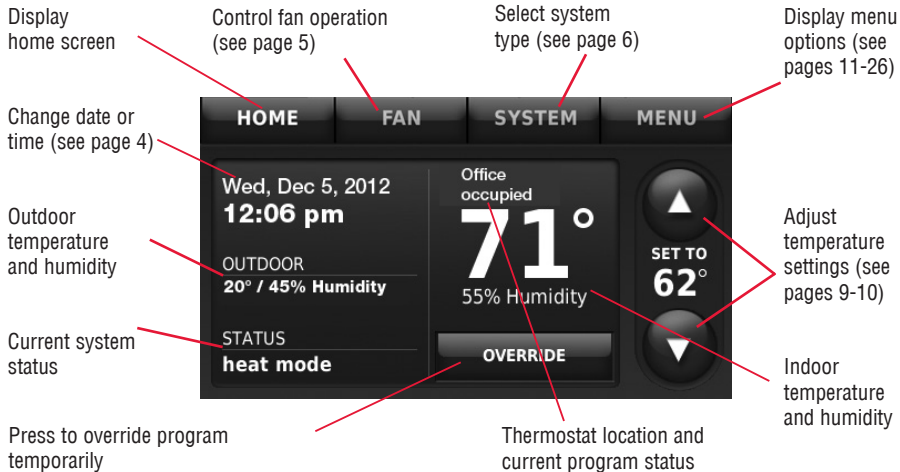 Display
home screen
Control fan operation
(see page 5)
Select system
type (see page 6)
Display menu
options (see
pages 11-26)
Change date or
time (see page 4)
Outdoor
temperature
and humidity
Current system
status
Press to override program
temporarily
HOME
FAN
SYSTEM
MENU
Wed, Dec 5, 2012
12:06 pm
OUTDOOR
20° / 45% Humidity
STATUS
heat mode
Office
occupied
71°
55% Humidity
OVERRIDE
SET TO
62°
Adjust
temperature
settings (see
pages 9-10)
Indoor
temperature
and humidity
Thermostat location and
current program status